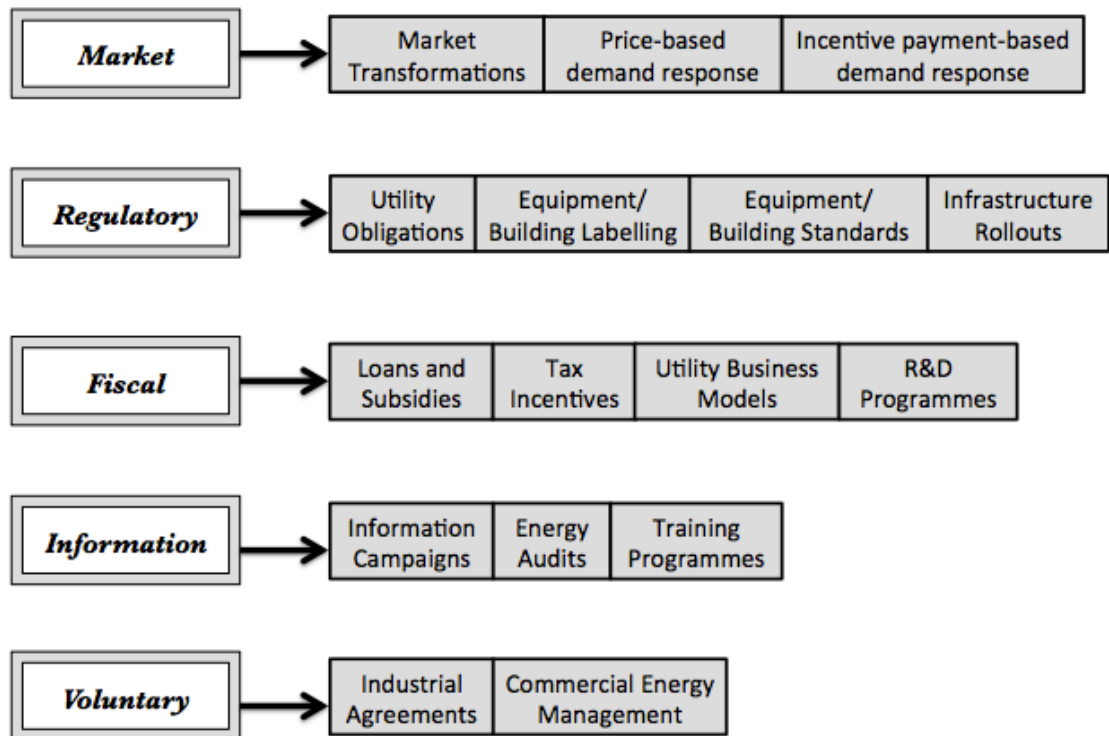 Market
Market Transformations
Price-based demand response
Incentive payment-based demand response
Regulatory
Utility Obligations
Equipment/ Building Labelling
Equipment/ Building Standards
Infrastructure Rollouts
Fiscal
Loans and Subsidies
Tax Incentives
Utility Business Models
R&D Programmes
Information
Information Campaigns
Energy Audits
Training Programmes
Voluntary
Industrial Agreements
Commercial Energy Management